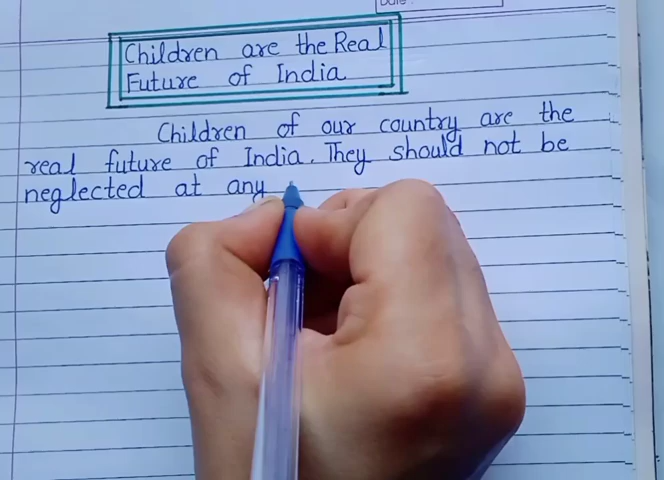 Date :
Children are the Real
Future of India
Children of our country are the
real future of India. They should not be
neglected at any